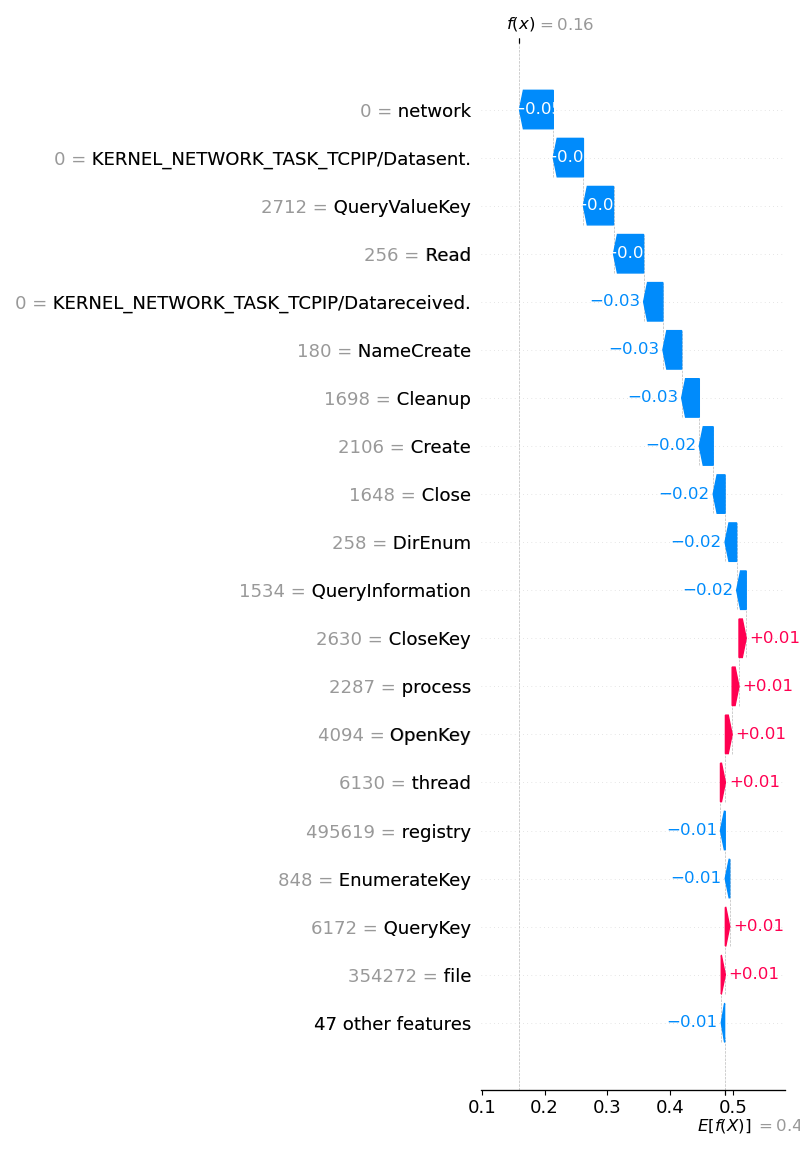 f(x) = 0.16
0 = network −0.05
0 = KERNEL_NETWORK_TASK_TCPIP/Datasent. −0.0
2712 = QueryValueKey −0.0
256 = Read −0.0
0 = KERNEL_NETWORK_TASK_TCPIP/Datareceived. −0.03
180 = NameCreate −0.03
1698 = Cleanup −0.03
2106 = Create −0.02
1648 = Close −0.02
258 = DirEnum −0.02
1534 = QueryInformation −0.02
2630 = CloseKey +0.01
2287 = process +0.01
4094 = OpenKey +0.01
6130 = thread +0.01
495619 = registry −0.01
848 = EnumerateKey −0.01
6172 = QueryKey +0.01
354272 = file +0.01
47 other features −0.01
0.1 0.2 0.3 0.4 0.5
E[f(X)] = 0.4